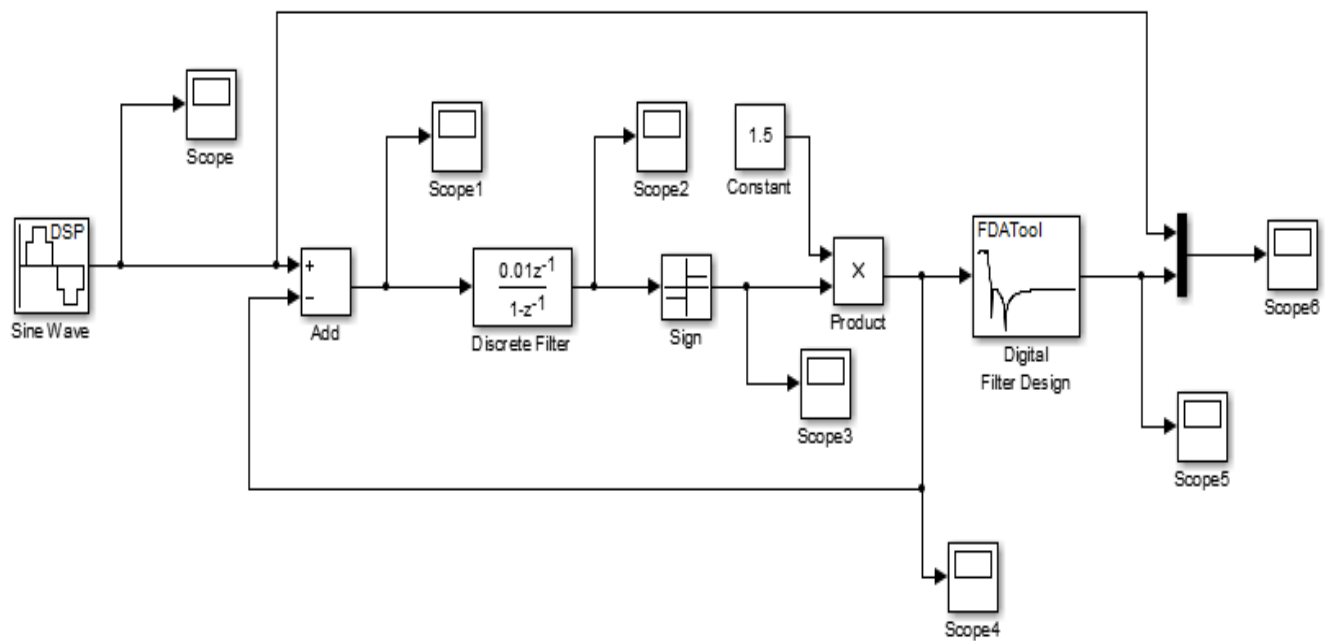 Scope
Scope1
Scope2
1.5
Constant
DSP
Sine Wave
+
−
Add
0.01z-1
1-z-1
Discrete Filter
Sign
X
Product
FDATool
Digital
Filter Design
Scope6
Scope3
Scope5
Scope4